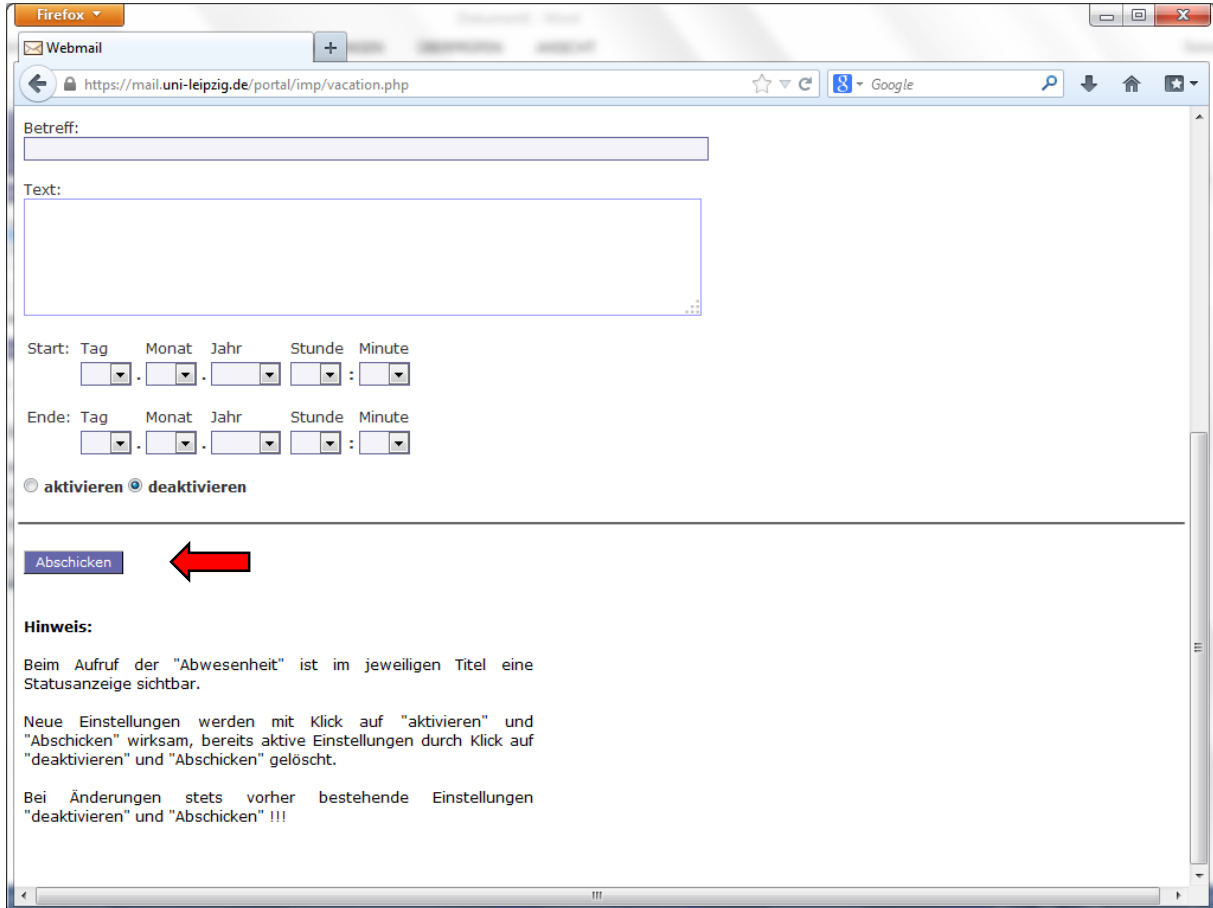 Firefox
Webmail
https://mail.uni-leipzig.de/portal/imp/vacation.php
Google
Betreff:
Text:
Start: Tag Monat Jahr Stunde Minute
. . :
Ende: Tag Monat Jahr Stunde Minute
. . :
aktivieren deaktivieren
Abschicken
Hinweis:
Beim Aufruf der "Abwesenheit" ist im jeweiligen Titel eine
Statusanzeige sichtbar.
Neue Einstellungen werden mit Klick auf "aktivieren" und
"Abschicken" wirksam, bereits aktive Einstellungen durch Klick auf
"deaktivieren" und "Abschicken" gelöscht.
Bei Änderungen stets vorher bestehende Einstellungen
"deaktivieren" und "Abschicken" !!!